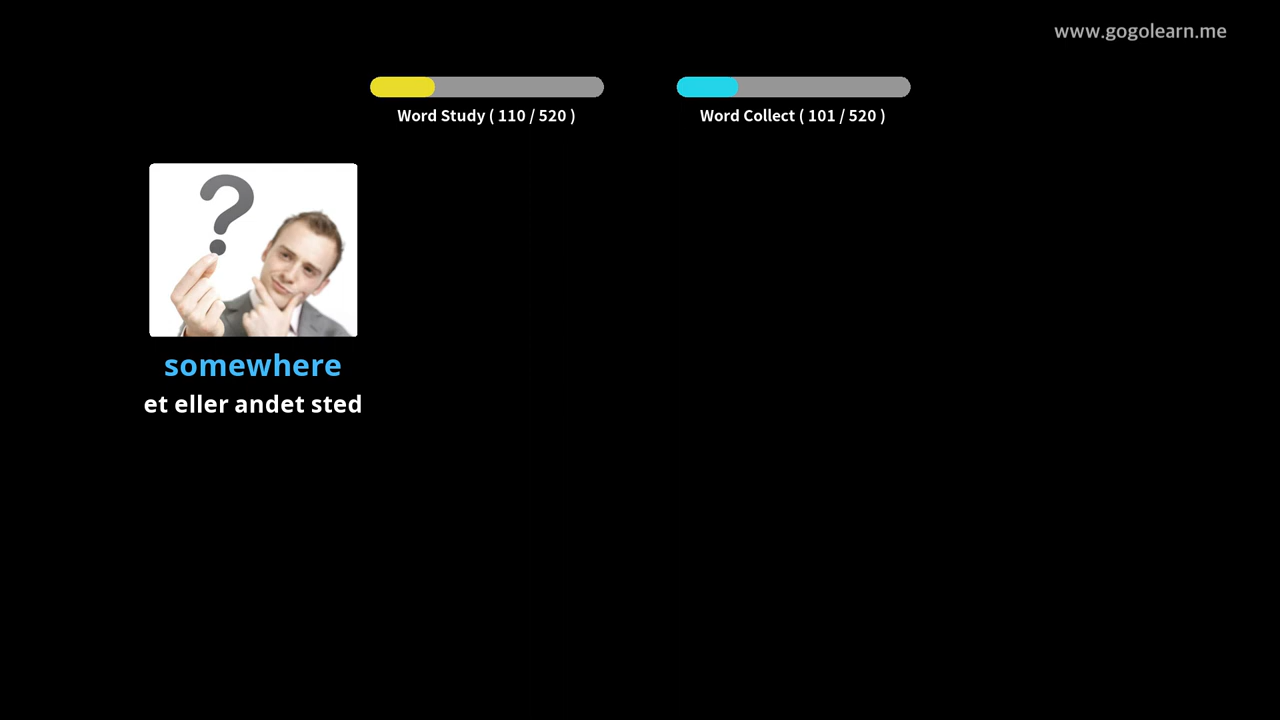 www.gogolearn.me
Word Study ( 110 / 520 )
Word Collect ( 101 / 520 )
somewhere
et eller andet sted